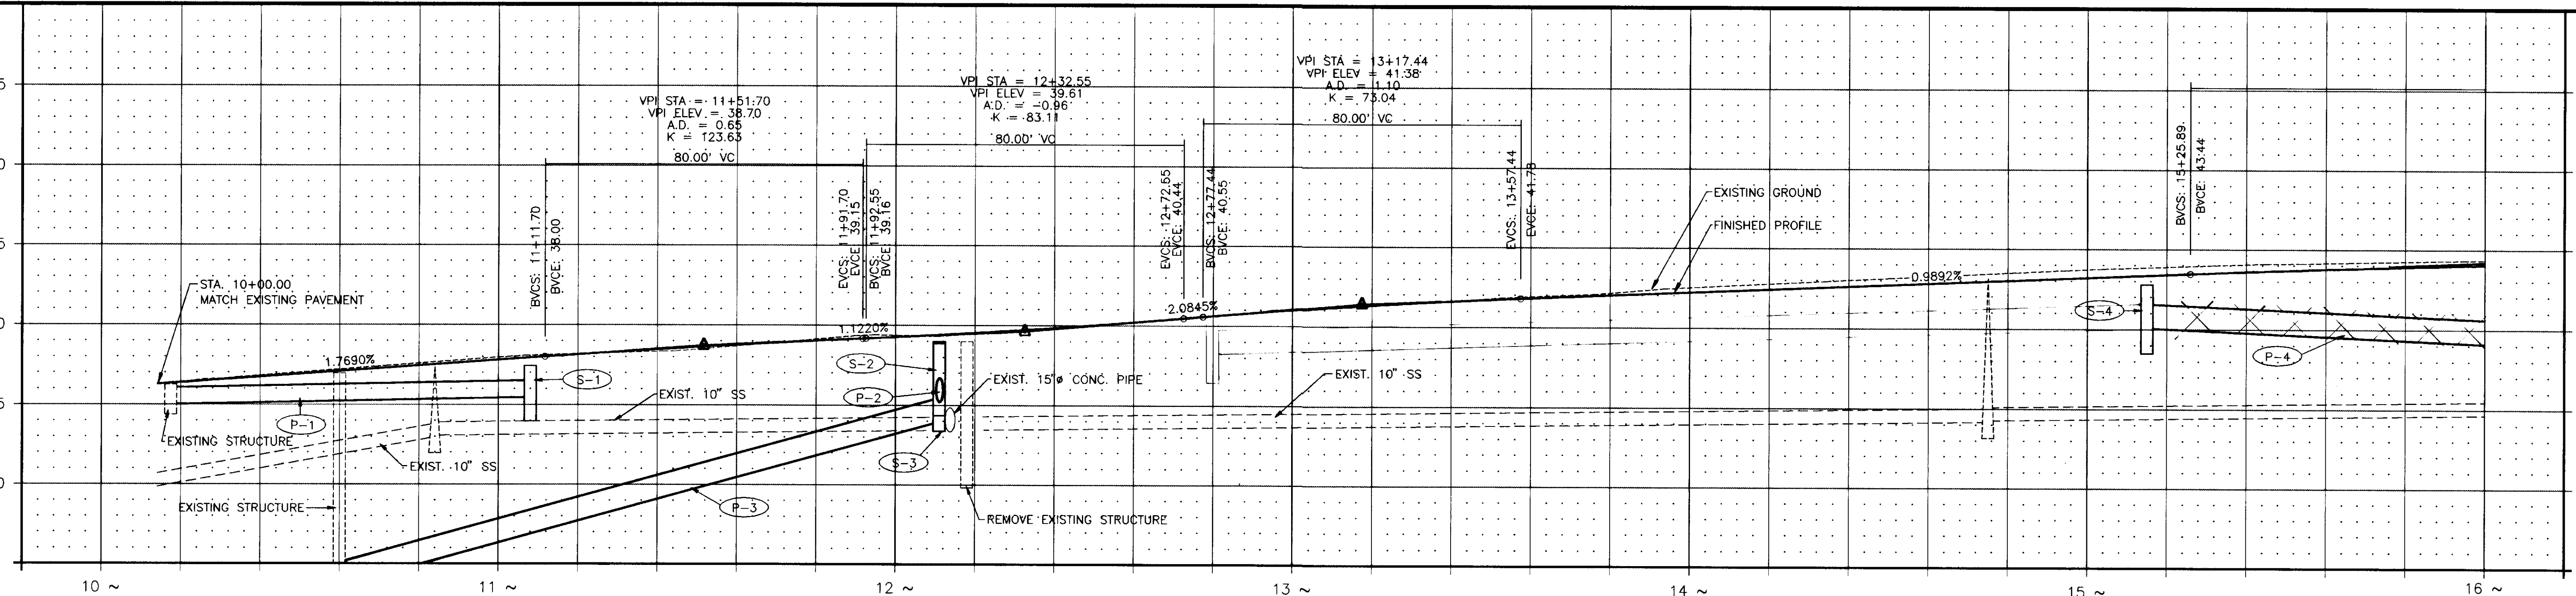 VPI STA = 11+51.70
VPI ELEV = 38.70
A.D. = 0.65
K = 123.63
80.00' VC
VPI STA = 12+32.55
VPI ELEV = 39.61
A.D. = -0.96
K = 83.11
80.00' VC
VPI STA = 13+17.44
VPI ELEV = 41.38
A.D. = 1.10
K = 73.04
80.00' VC
BVCS: 11+11.70
BVCE: 38.00
EVCS: 11+91.70
EVCE: 39.15
BVCS: 11+92.55
BVCE: 39.16
EVCS: 12+72.55
EVCE: 40.44
BVCS: 12+77.44
BVCE: 40.55
EVCS: 13+57.44
EVCE: 41.78
BVCS: 15+25.89
BVCE: 43.44
EXISTING GROUND
FINISHED PROFILE
STA. 10+00.00
MATCH EXISTING PAVEMENT
1.7690%
1.1220%
2.0845%
0.9892%
S-1
S-2
P-2
S-3
S-4
P-4
P-1
P-3
EXISTING STRUCTURE
EXIST. 10" SS
EXIST. 10" SS
EXIST. 15"ø CONC. PIPE
EXIST. 10" SS
EXISTING STRUCTURE
REMOVE EXISTING STRUCTURE
5
0
5
0
5
0
10 ~
11 ~
12 ~
13 ~
14 ~
15 ~
16 ~